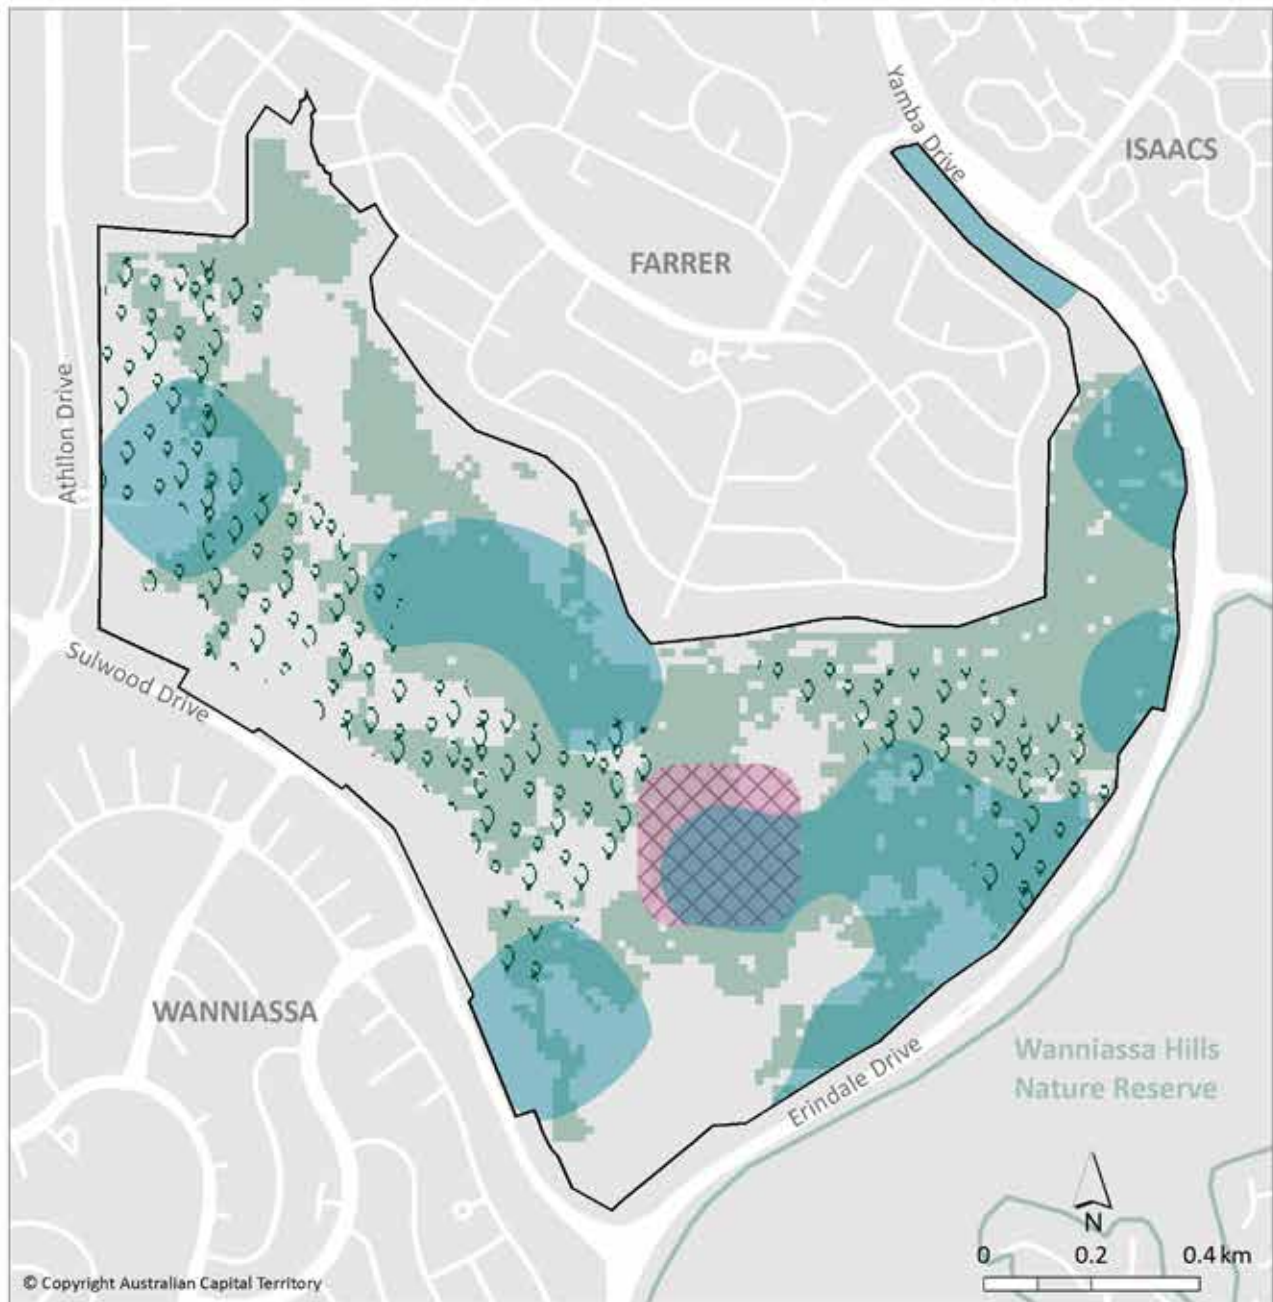 Yamba Drive
ISAACS
FARRER
Athllon Drive
Sulwood Drive
WANNIASSA
Wanniassa Hills
Nature Reserve
Erindale Drive
N
0 0.2 0.4 km
© Copyright Australian Capital Territory